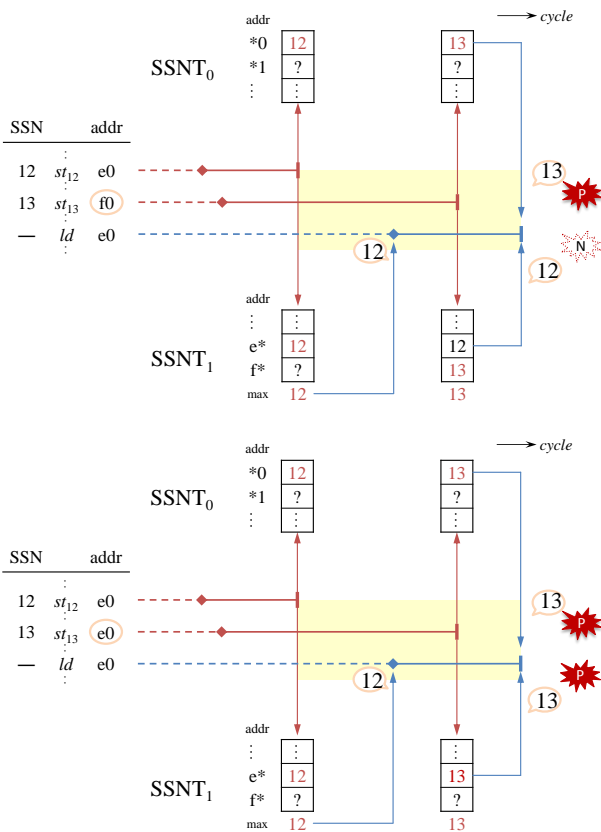 addr
cycle
*0 12 13
SSNT0 *1 ? ?
⋮ ⋮ ⋮
SSN addr
⋮
12 st12 e0
13
P
13 st13 f0
— ld e0
N
⋮
12
12
addr
⋮ ⋮
e* 12 12
SSNT1
f* ? 13
max 12 13
addr
cycle
*0 12 13
SSNT0 *1 ? ?
⋮ ⋮ ⋮
SSN addr
⋮
12 st12 e0
13
P
13 st13 e0
— ld e0
P
⋮
12
13
addr
⋮ ⋮
e* 12 13
SSNT1
f* ? ?
max 12 13